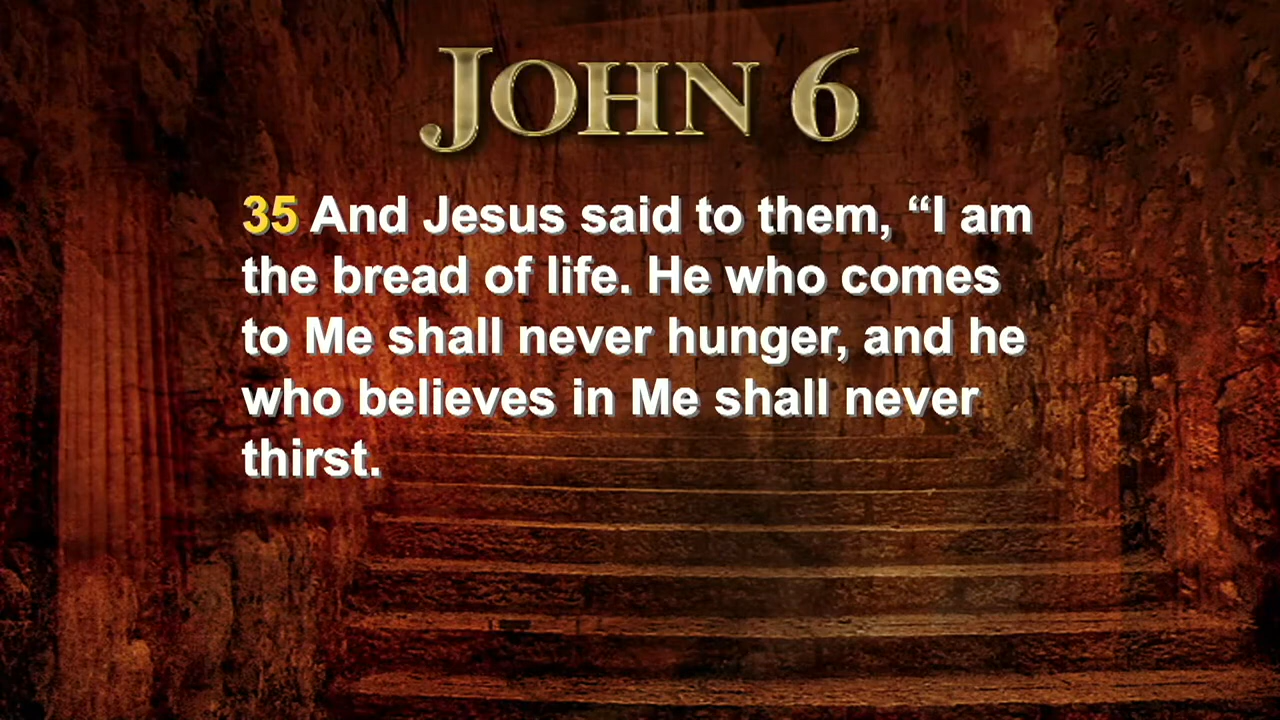 JOHN 6
35 And Jesus said to them, “I am
the bread of life. He who comes
to Me shall never hunger, and he
who believes in Me shall never
thirst.